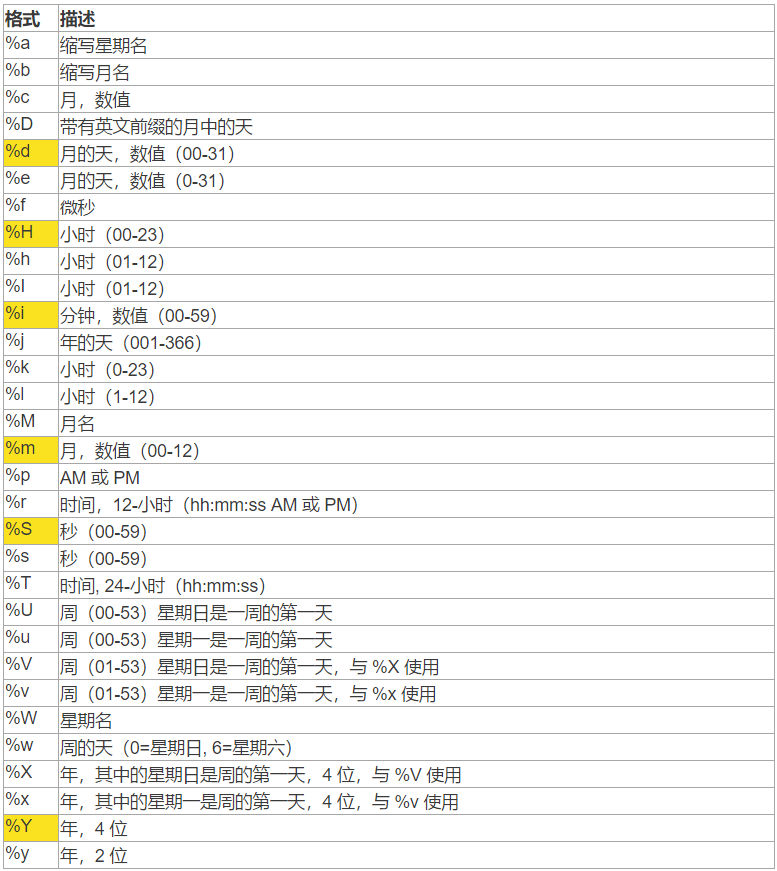 格式 描述
%a 缩写星期名
%b 缩写月名
%c 月，数值
%D 带有英文前缀的月中的天
%d 月的天，数值（00-31）
%e 月的天，数值（0-31）
%f 微秒
%H 小时（00-23）
%h 小时（01-12）
%I 小时（01-12）
%i 分钟，数值（00-59）
%j 年的天（001-366）
%k 小时（0-23）
%l 小时（1-12）
%M 月名
%m 月，数值（00-12）
%p AM 或 PM
%r 时间，12-小时（hh:mm:ss AM 或 PM）
%S 秒（00-59）
%s 秒（00-59）
%T 时间, 24-小时（hh:mm:ss）
%U 周（00-53）星期日是一周的第一天
%u 周（00-53）星期一是一周的第一天
%V 周（01-53）星期日是一周的第一天，与 %X 使用
%v 周（01-53）星期一是一周的第一天，与 %x 使用
%W 星期名
%w 周的天（0=星期日, 6=星期六）
%X 年，其中的星期日是周的第一天，4 位，与 %V 使用
%x 年，其中的星期一是周的第一天，4 位，与 %v 使用
%Y 年，4 位
%y 年，2 位